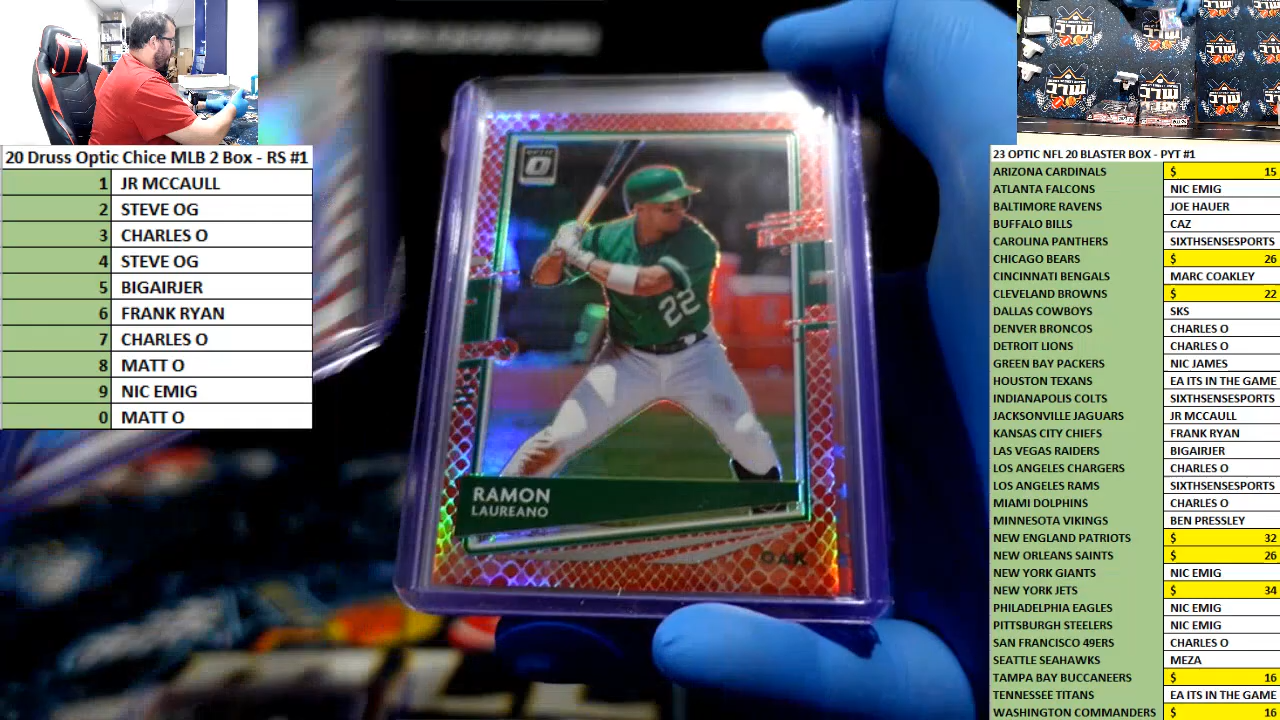 20 Druss Optic Chice MLB 2 Box - RS #1
1 JR MCCAULL
2 STEVE OG
3 CHARLES O
4 STEVE OG
5 BIGAIRJER
6 FRANK RYAN
7 CHARLES O
8 MATT O
9 NIC EMIG
0 MATT O
OPTIC
22
RAMON
LAUREANO
OAK
23 OPTIC NFL 20 BLASTER BOX - PYT #1
ARIZONA CARDINALS $ 15
ATLANTA FALCONS NIC EMIG
BALTIMORE RAVENS JOE HAUER
BUFFALO BILLS CAZ
CAROLINA PANTHERS SIXTHSENSESPORTS
CHICAGO BEARS $ 26
CINCINNATI BENGALS MARC COAKLEY
CLEVELAND BROWNS $ 22
DALLAS COWBOYS SKS
DENVER BRONCOS CHARLES O
DETROIT LIONS CHARLES O
GREEN BAY PACKERS NIC JAMES
HOUSTON TEXANS EA ITS IN THE GAME
INDIANAPOLIS COLTS SIXTHSENSESPORTS
JACKSONVILLE JAGUARS JR MCCAULL
KANSAS CITY CHIEFS FRANK RYAN
LAS VEGAS RAIDERS BIGAIRJER
LOS ANGELES CHARGERS CHARLES O
LOS ANGELES RAMS SIXTHSENSESPORTS
MIAMI DOLPHINS CHARLES O
MINNESOTA VIKINGS BEN PRESSLEY
NEW ENGLAND PATRIOTS $ 32
NEW ORLEANS SAINTS $ 26
NEW YORK GIANTS NIC EMIG
NEW YORK JETS $ 34
PHILADELPHIA EAGLES NIC EMIG
PITTSBURGH STEELERS NIC EMIG
SAN FRANCISCO 49ERS CHARLES O
SEATTLE SEAHAWKS MEZA
TAMPA BAY BUCCANEERS $ 16
TENNESSEE TITANS EA ITS IN THE GAME
WASHINGTON COMMANDERS $ 16